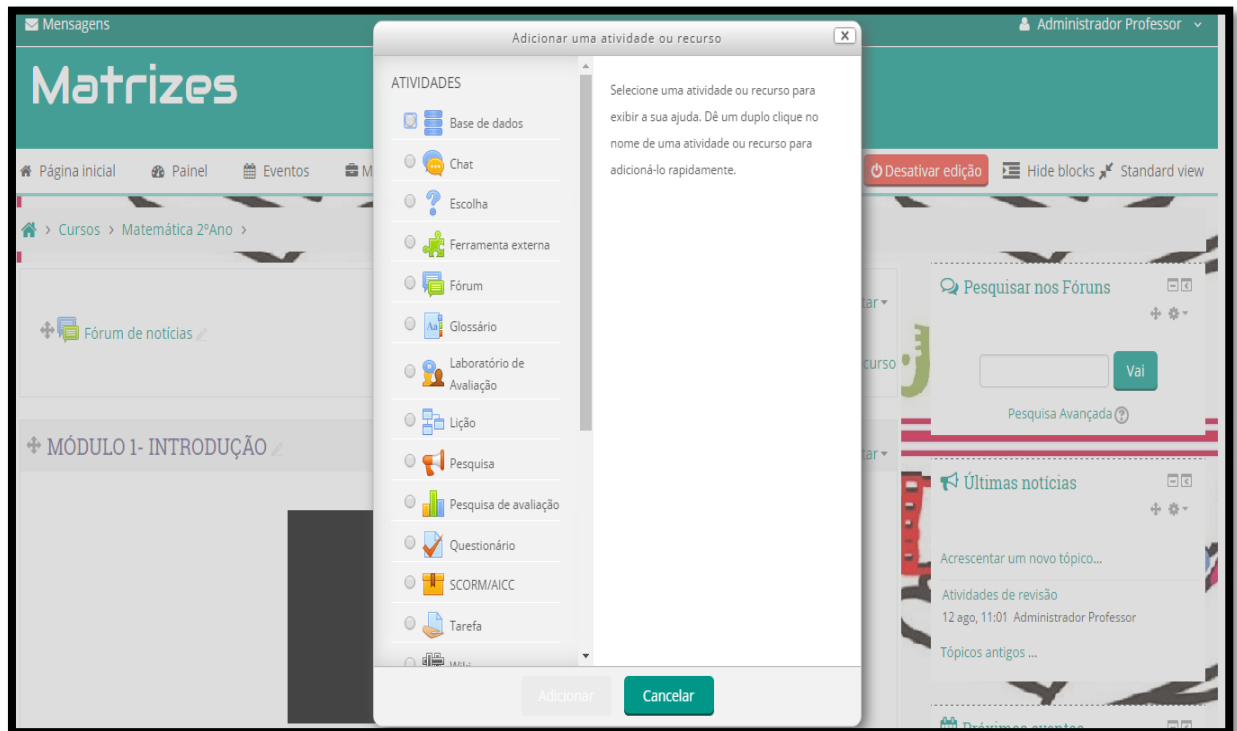 Mensagens
Administrador Professor
Matrizes
Página inicial
Painel
Eventos
Desativar edição
Hide blocks
Standard view
> Cursos > Matemática 2ºAno >
Fórum de notícias
MÓDULO 1- INTRODUÇÃO
Adicionar uma atividade ou recurso
X
ATIVIDADES
Base de dados
Chat
Escolha
Ferramenta externa
Fórum
Glossário
Laboratório de
Avaliação
Lição
Pesquisa
Pesquisa de avaliação
Questionário
SCORM/AICC
Tarefa
Selecione uma atividade ou recurso para
exibir a sua ajuda. Dê um duplo clique no
nome de uma atividade ou recurso para
adicioná-lo rapidamente.
Adicionar
Cancelar
Pesquisar nos Fóruns
Vai
Pesquisa Avançada
Últimas notícias
Acrescentar um novo tópico...
Atividades de revisão
12 ago, 11:01 Administrador Professor
Tópicos antigos ...
Próximos eventos